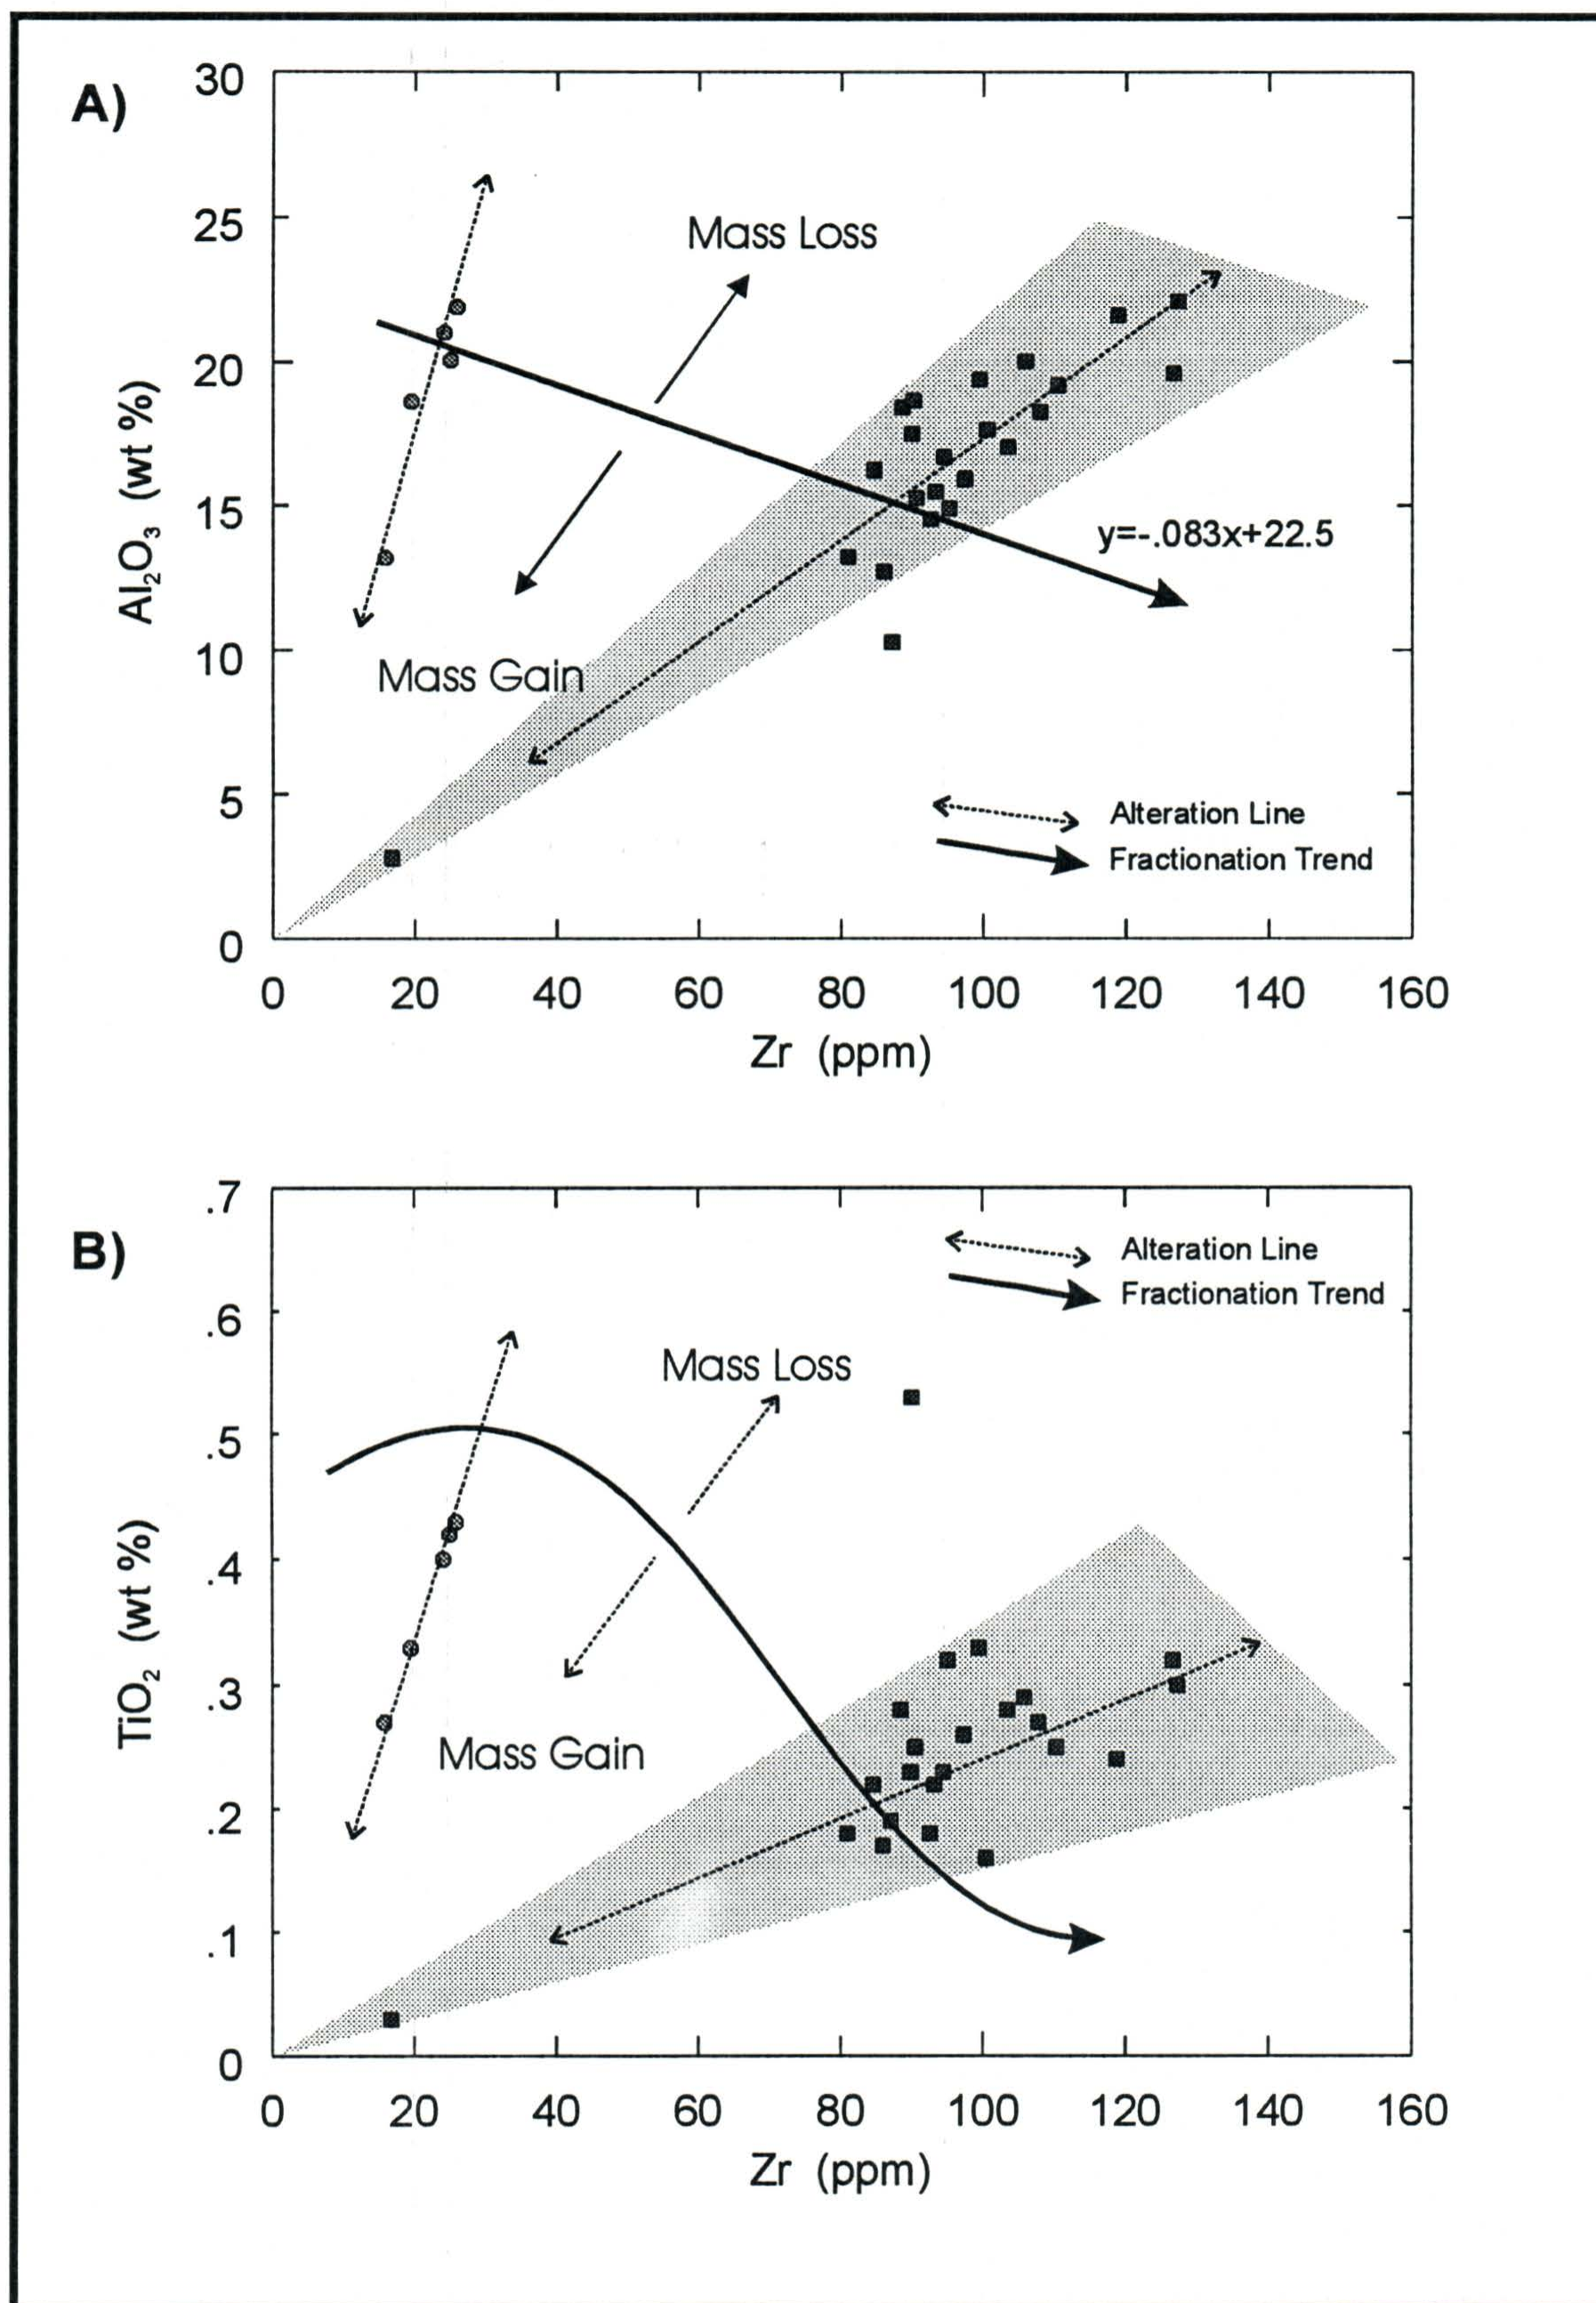 A)
30
25
20
15
10
5
0
Al₂O₃ (wt %)
Mass Loss
Mass Gain
y=-.083x+22.5
Alteration Line
Fractionation Trend
0 20 40 60 80 100 120 140 160
Zr (ppm)
B)
.7
.6
.5
.4
.3
.2
.1
0
TiO₂ (wt %)
Alteration Line
Fractionation Trend
Mass Loss
Mass Gain
0 20 40 60 80 100 120 140 160
Zr (ppm)